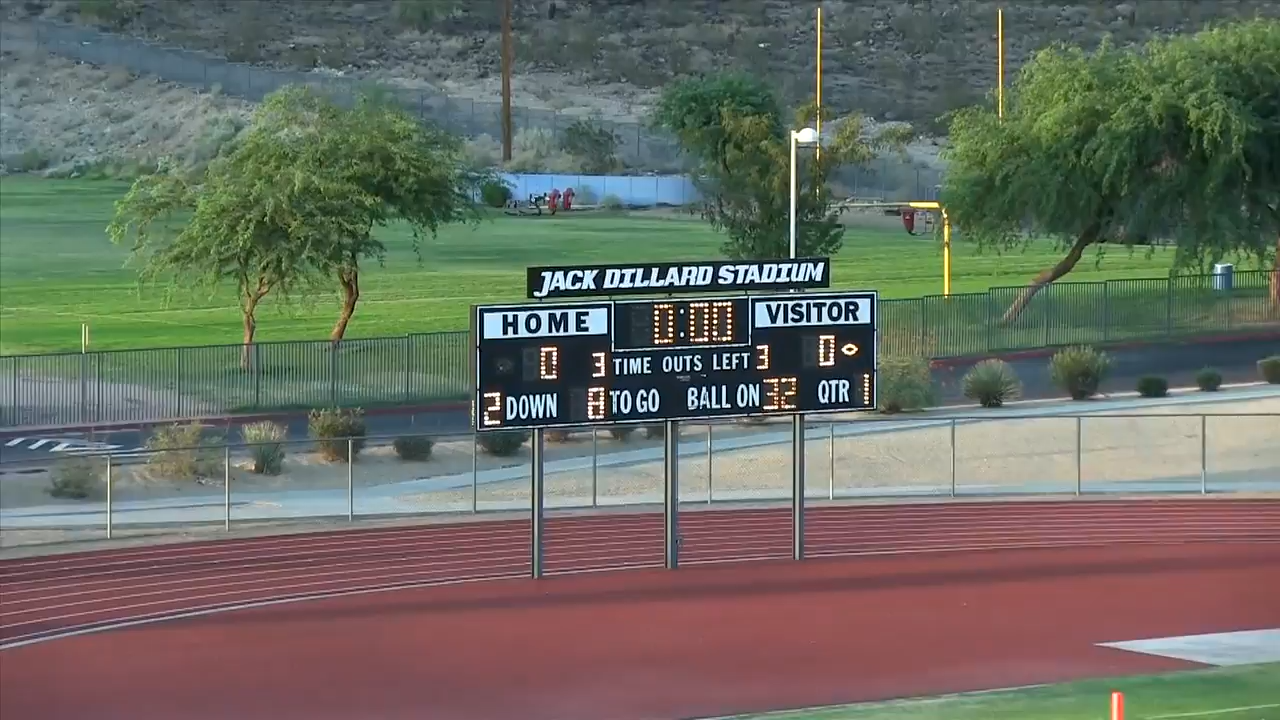 JACK DILLARD STADIUM
HOME 0:00 VISITOR
0 3 TIME OUTS LEFT 3 0
2 DOWN 8 TO GO BALL ON 32 QTR 1